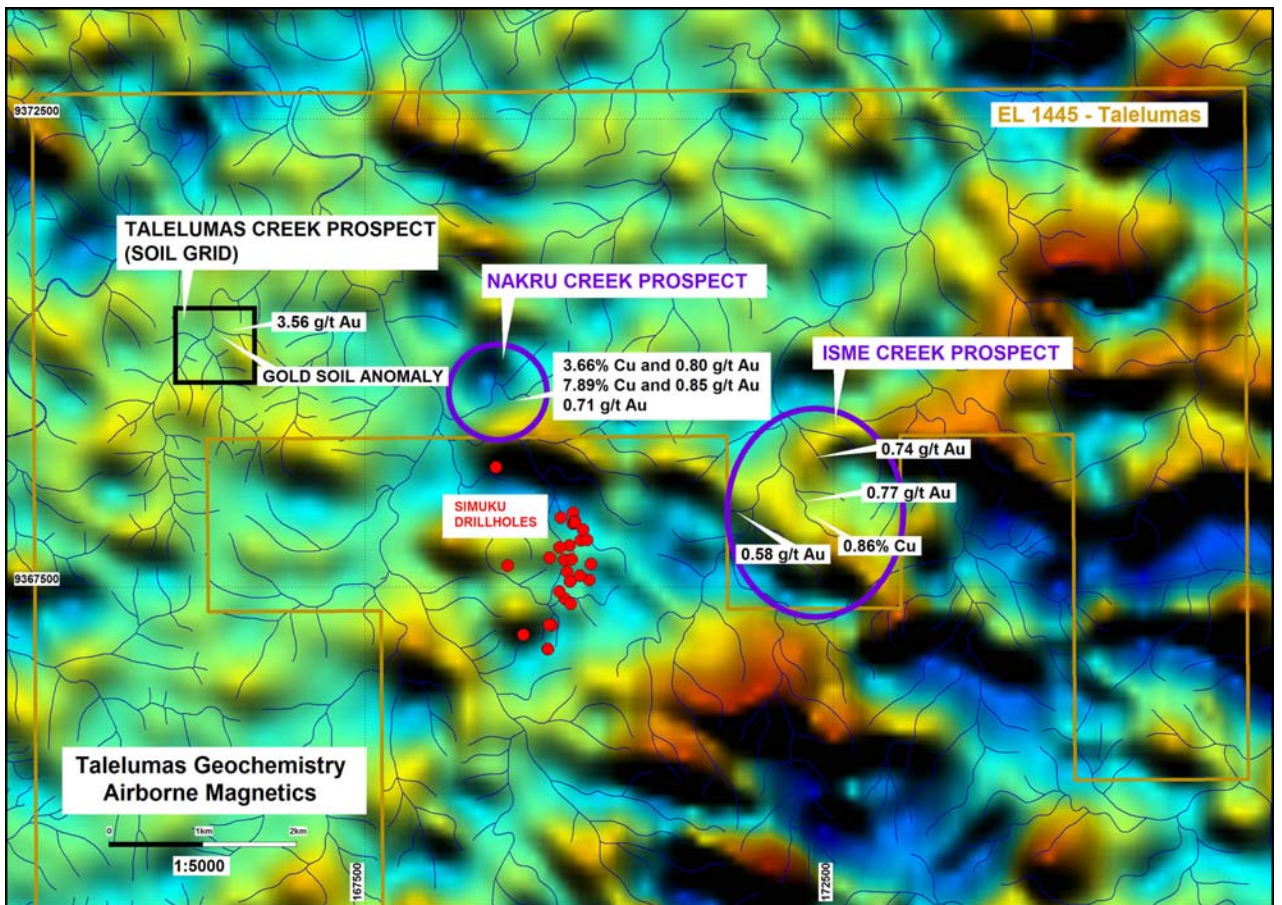 9372500
EL 1445 - Talelumas
TALELUMAS CREEK PROSPECT
(SOIL GRID)
NAKRU CREEK PROSPECT
3.56 g/t Au
ISME CREEK PROSPECT
3.66% Cu and 0.80 g/t Au
7.89% Cu and 0.85 g/t Au
0.71 g/t Au
GOLD SOIL ANOMALY
0.74 g/t Au
0.77 g/t Au
SIMUKU
DRILLHOLES
0.58 g/t Au
0.86% Cu
9367500
Talelumas Geochemistry
Airborne Magnetics
0
1km
2km
1:5000
167500
172500